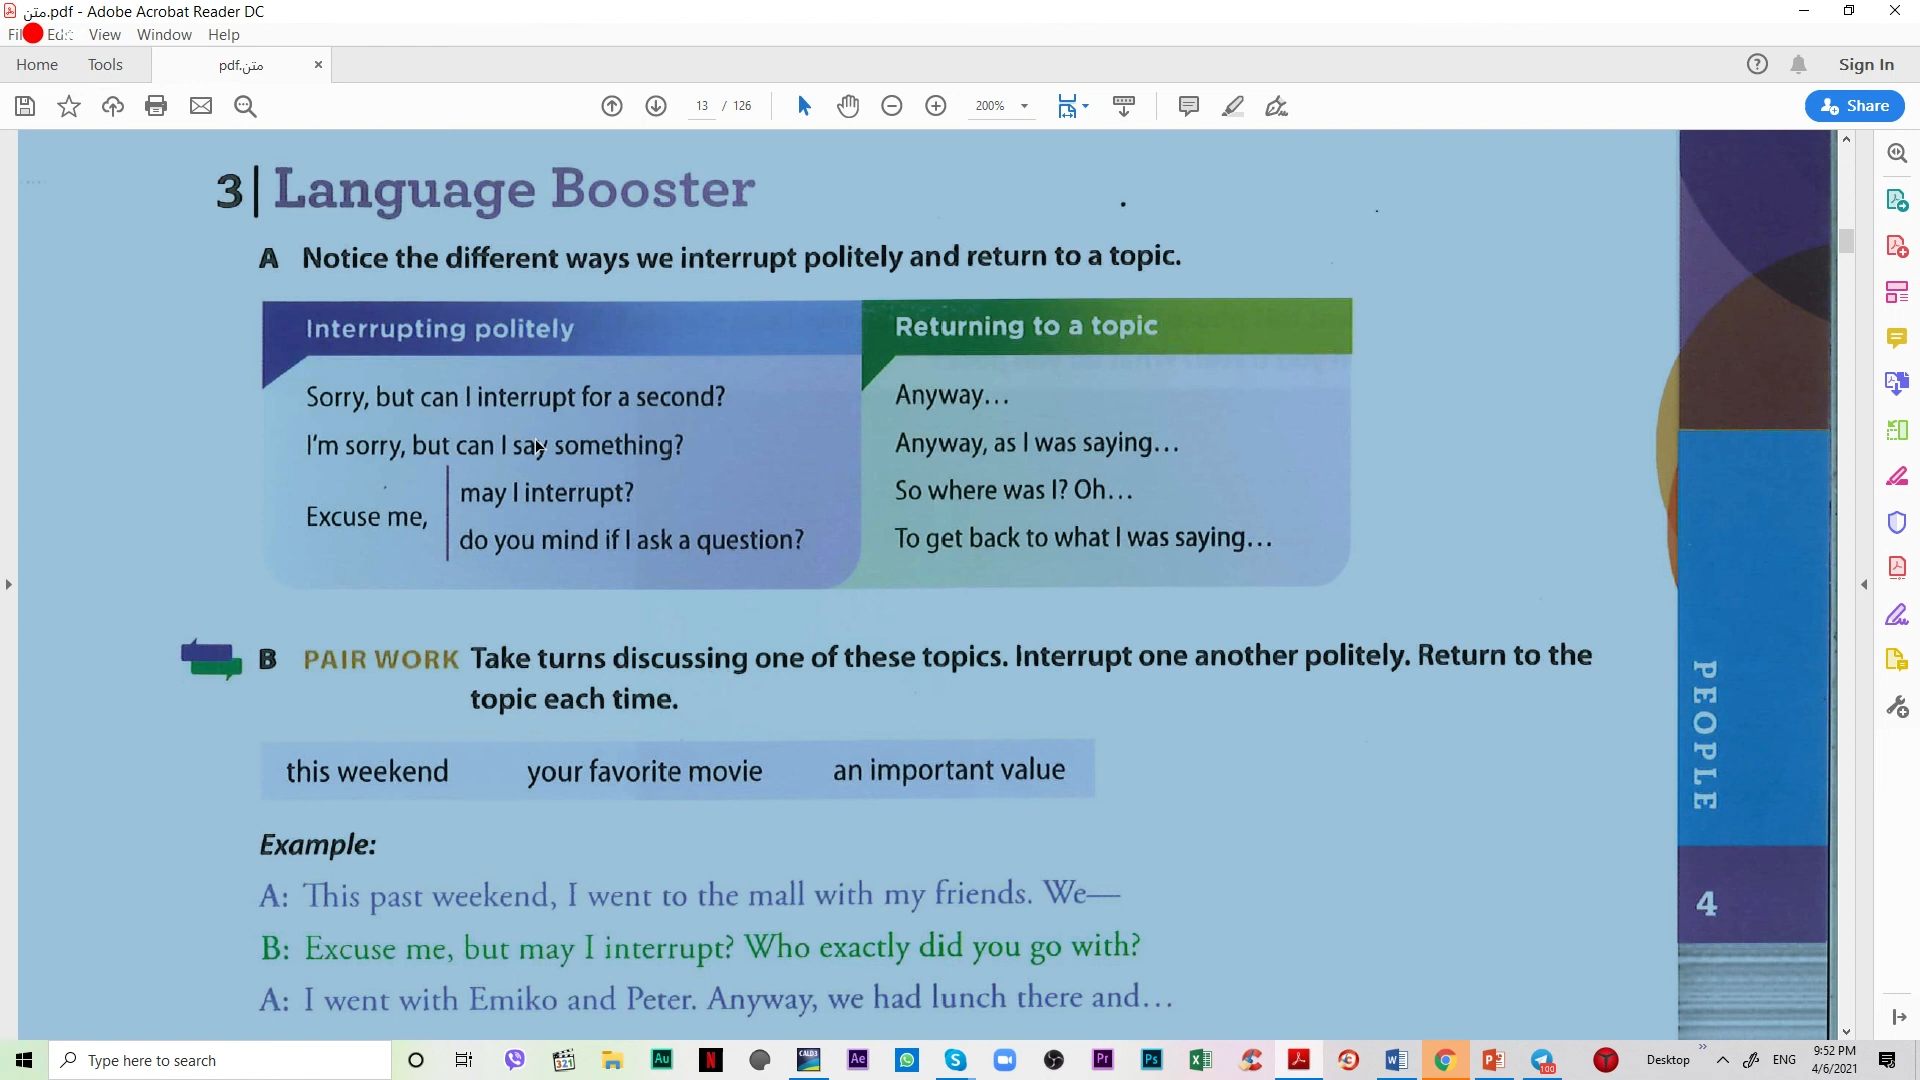 متن.pdf - Adobe Acrobat Reader DC
View Window Help
Home Tools
متن.pdf
Sign In
13 / 126
200%
Share
3 Language Booster
A Notice the different ways we interrupt politely and return to a topic.
Interrupting politely
Sorry, but can I interrupt for a second?
I'm sorry, but can I say something?
Excuse me,
may I interrupt?
do you mind if I ask a question?
Returning to a topic
Anyway...
Anyway, as I was saying...
So where was I? Oh...
To get back to what I was saying...
B PAIR WORK Take turns discussing one of these topics. Interrupt one another politely. Return to the
topic each time.
this weekend your favorite movie an important value
Example:
A: This past weekend, I went to the mall with my friends. We—
B: Excuse me, but may I interrupt? Who exactly did you go with?
A: I went with Emiko and Peter. Anyway, we had lunch there and...
PEOPLE
4
Type here to search
321
Au
N
CALD3
Ae
Pr
Ps
100
Desktop
ENG
9:52 PM
4/6/2021